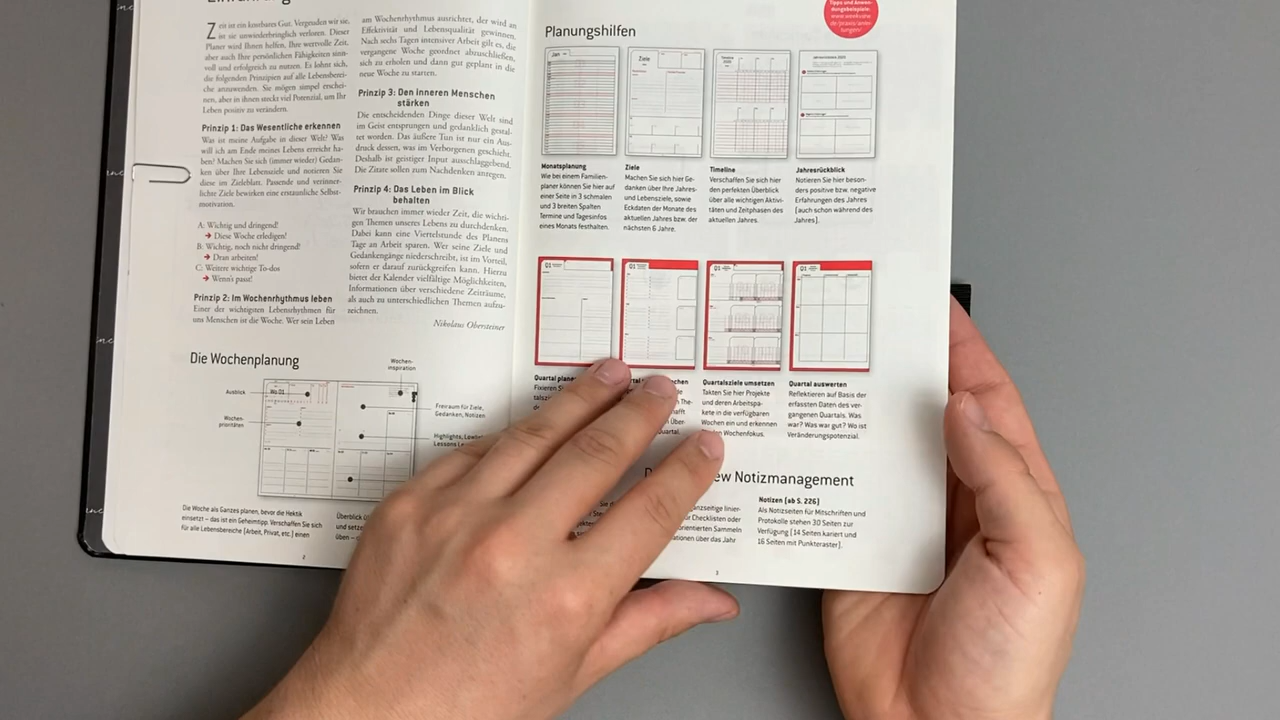 Zeit ist ein kostbares Gut. Vergeuden wir sie,
ist sie unwiederbringlich verloren. Dieser
Planer wird Ihnen helfen, Ihre wertvolle Zeit,
aber auch Ihre persönlichen Fähigkeiten sinn-
voll und erfolgreich zu nutzen. Es lohnt sich,
die folgenden Prinzipien auf alle Lebensberei-
che anzuwenden. Sie mögen simpel erschei-
nen, aber in ihnen steckt viel Potenzial, um Ihr
Leben positiv zu verändern.
Prinzip 1: Das Wesentliche erkennen
Was ist meine Aufgabe in dieser Welt? Was
will ich am Ende meines Lebens erreicht ha-
ben? Machen Sie sich (immer wieder) Gedan-
ken über Ihre Lebensziele und notieren Sie
diese im Zieleblatt. Passende und verinner-
lichte Ziele bewirken eine erstaunliche Selbst-
motivation.
A: Wichtig und dringend!
➔ Diese Woche erledigen!
B: Wichtig, noch nicht dringend!
➔ Dran arbeiten!
C: Weitere wichtige To-dos
➔ Wenn's passt!
Prinzip 2: Im Wochenrhythmus leben
Einer der wichtigsten Lebensrhythmen für
uns Menschen ist die Woche. Wer sein Leben
am Wochenrhythmus ausrichtet, der wird an
Effektivität und Lebensqualität gewinnen.
Nach sechs Tagen intensiver Arbeit gilt es, die
vergangene Woche geordnet abzuschließen,
sich zu erholen und dann gut geplant in die
neue Woche zu starten.
Prinzip 3: Den inneren Menschen
stärken
Die entscheidenden Dinge dieser Welt sind
im Geist entsprungen und gedanklich gestal-
tet worden. Das äußere Tun ist nur ein Aus-
druck dessen, was im Verborgenen geschieht.
Deshalb ist geistiger Input ausschlaggebend.
Die Zitate sollen zum Nachdenken anregen.
Prinzip 4: Das Leben im Blick
behalten
Wir brauchen immer wieder Zeit, die wichti-
gen Themen unseres Lebens zu durchdenken.
Dabei kann eine Viertelstunde des Planens
Tage an Arbeit sparen. Wer seine Ziele und
Gedankengänge niederschreibt, ist im Vorteil,
sofern er darauf zurückgreifen kann. Hierzu
bietet der Kalender vielfältige Möglichkeiten,
Informationen über verschiedene Zeiträume,
als auch zu unterschiedlichen Themen aufzu-
zeichnen.
Nikolaus Obersteiner
Die Wochenplanung
Wochen-
inspiration
Ausblick
Wo 01
Wochen-
prioritäten
Freiraum für Ziele,
Gedanken, Notizen
Die Woche als Ganzes planen, bevor die Hektik
einsetzt – das ist ein Geheimtipp. Verschaffen Sie sich
für alle Lebensbereiche (Arbeit, Privat, etc.) einen
und setze
üben –
2
Planungshilfen
Tipps und Anwen-
dungsbeispiele:
Jan
Ziele
Timeline
2025
Monatsplanung
Wie bei einem Familien-
planer können Sie hier auf
einer Seite in 3 schmalen
und 3 breiten Spalten
Termine und Tagesinfos
eines Monats festhalten.
Ziele
Machen Sie sich hier Ge-
danken über Ihre Jahres-
und Lebensziele, sowie
Eckdaten der Monate des
aktuellen Jahres bzw. der
nächsten 6 Jahre.
Timeline
Verschaffen Sie sich hier
den perfekten Überblick
über alle wichtigen Aktivi-
täten und Zeitphasen des
aktuellen Jahres.
Jahresrückblick
Notieren Sie hier beson-
ders positive bzw. negative
Erfahrungen des Jahres
[auch schon während des
Jahres].
Q1
Q1
Q1
Q1
Quartal
Quartalsziele umsetzen
Takten Sie hier Projekte
und deren Arbeitspa-
kete in die verfügbaren
Wochen ein und erkennen
Wochenfokus.
Quartal auswerten
Reflektieren auf Basis der
erfassten Daten des ver-
gangenen Quartals. Was
war? Was war gut? Wo ist
Veränderungspotenzial.
Notizmanagement
Notizen [ab S. 226]
Als Notizseiten für Mitschriften und
Protokolle stehen 30 Seiten zur
Verfügung [14 Seiten kariert und
16 Seiten mit Punkteraster].
3